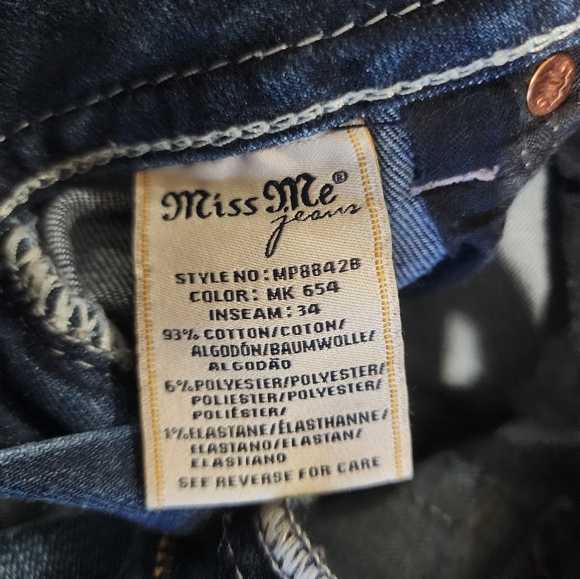 Miss Me®
jeans
STYLE NO: MP8842B
COLOR: MK 654
INSEAM: 34
93% COTTON/COTON/
ALGODÓN/BAUMWOLLE/
ALGODÃO
6%POLYESTER/POLYESTER/
POLIESTER/POLYESTER/
POLIÉSTER/
1%ELASTANE/ÉLASTHANNE/
ELASTANO/ELASTAN/
ELASTIANO
SEE REVERSE FOR CARE